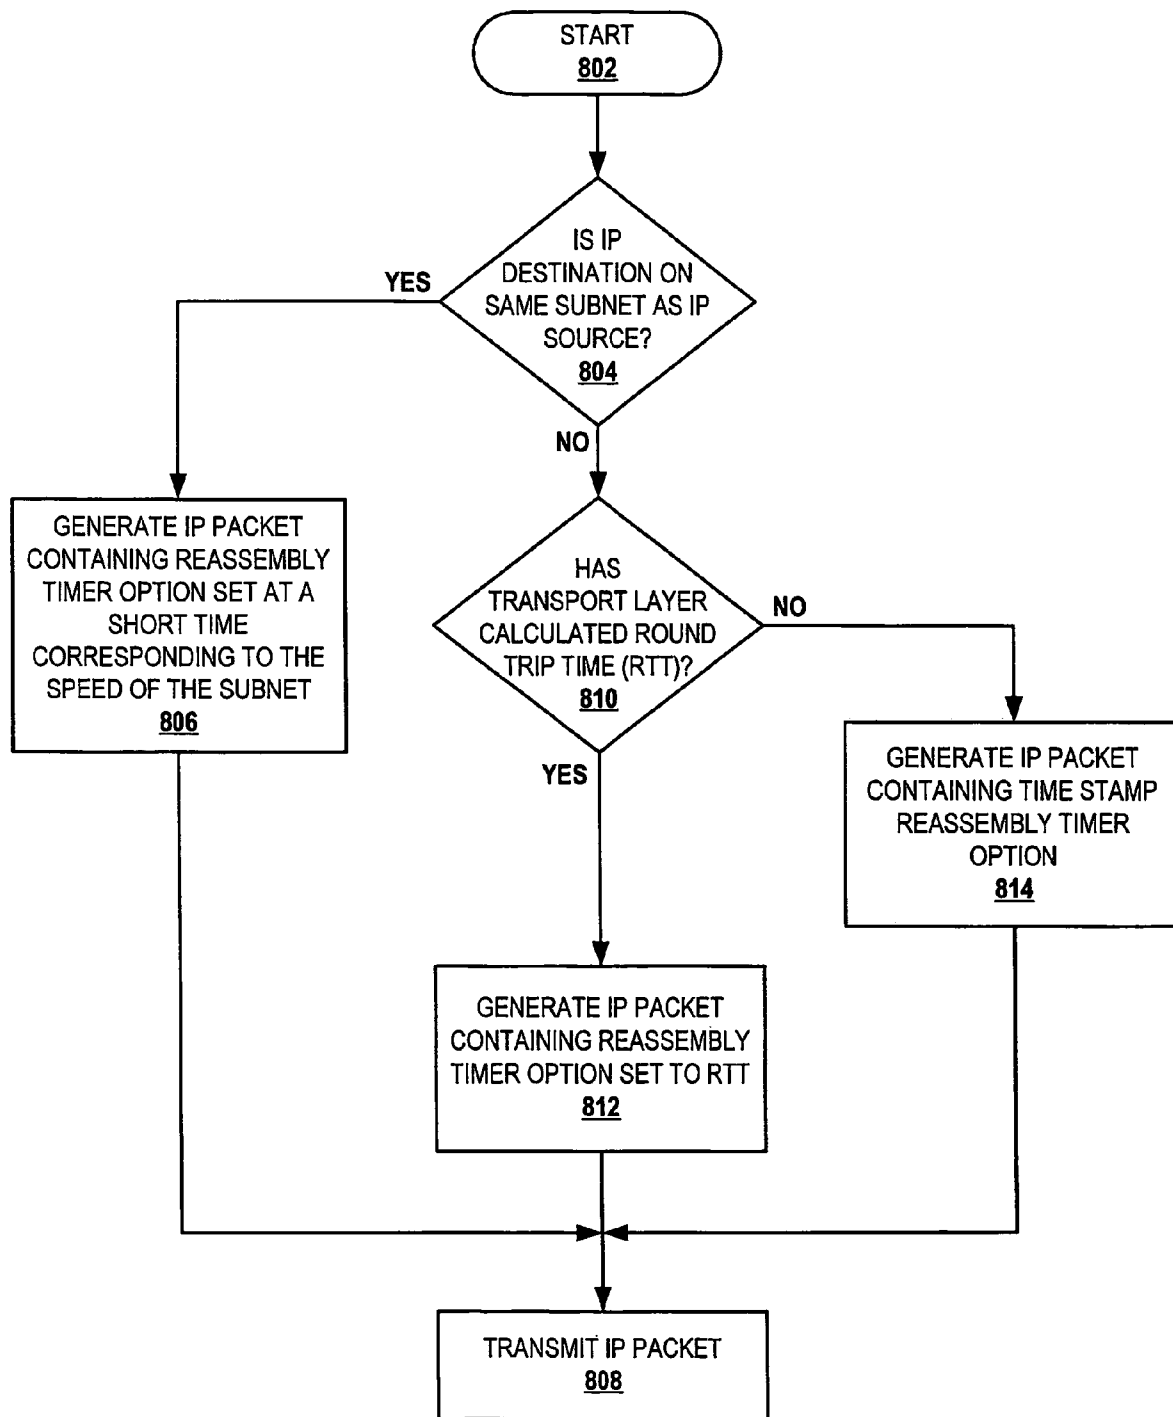 START
802
IS IP
DESTINATION ON
SAME SUBNET AS IP
SOURCE?
804
YES
NO
GENERATE IP PACKET
CONTAINING REASSEMBLY
TIMER OPTION SET AT A
SHORT TIME
CORRESPONDING TO THE
SPEED OF THE SUBNET
806
HAS
TRANSPORT LAYER
CALCULATED ROUND
TRIP TIME (RTT)?
810
NO
YES
GENERATE IP PACKET
CONTAINING TIME STAMP
REASSEMBLY TIMER
OPTION
814
GENERATE IP PACKET
CONTAINING REASSEMBLY
TIMER OPTION SET TO RTT
812
TRANSMIT IP PACKET
808